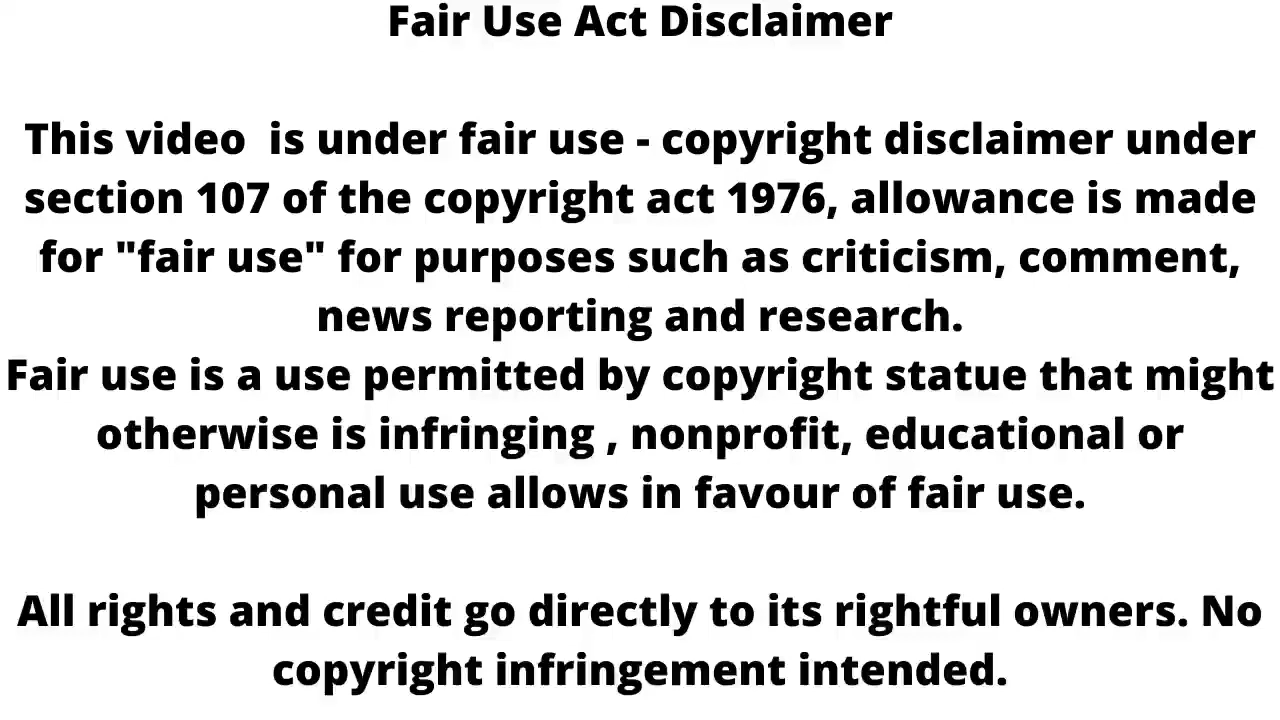 Fair Use Act Disclaimer
This video is under fair use - copyright disclaimer under
section 107 of the copyright act 1976, allowance is made
for "fair use" for purposes such as criticism, comment,
news reporting and research.
Fair use is a use permitted by copyright statue that might
otherwise is infringing , nonprofit, educational or
personal use allows in favour of fair use.
All rights and credit go directly to its rightful owners. No
copyright infringement intended.